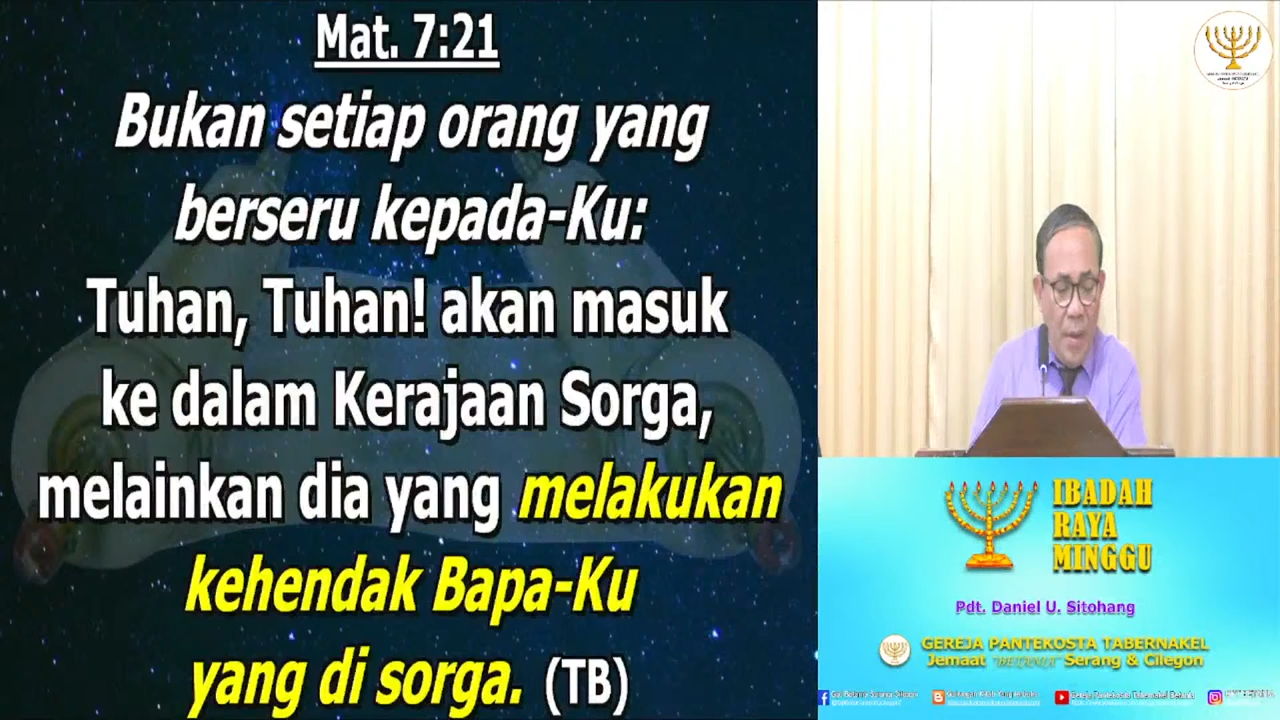 Mat. 7:21
Bukan setiap orang yang
berseru kepada-Ku:
Tuhan, Tuhan! akan masuk
ke dalam Kerajaan Sorga,
melainkan dia yang melakukan
kehendak Bapa-Ku
yang di sorga. (TB)
IBADAH
RAYA
MINGGU
Pdt. Daniel U. Sitohang
GEREJA PANTEKOSTA TABERNAKEL
Jemaat "BETANIA" Serang & Cilegon